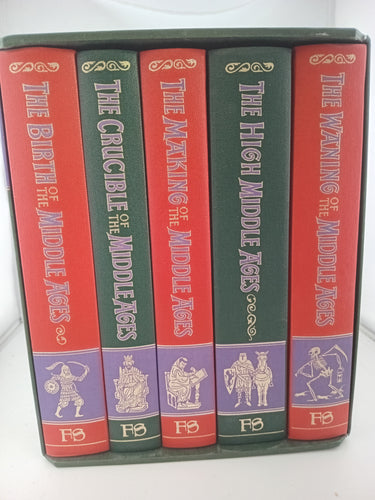 THE BIRTH OF THE MIDDLE AGES
FS
THE CRUCIBLE OF THE MIDDLE AGES
FS
THE MAKING OF THE MIDDLE AGES
FS
THE HIGH MIDDLE AGES
FS
THE WANING OF THE MIDDLE AGES
FS